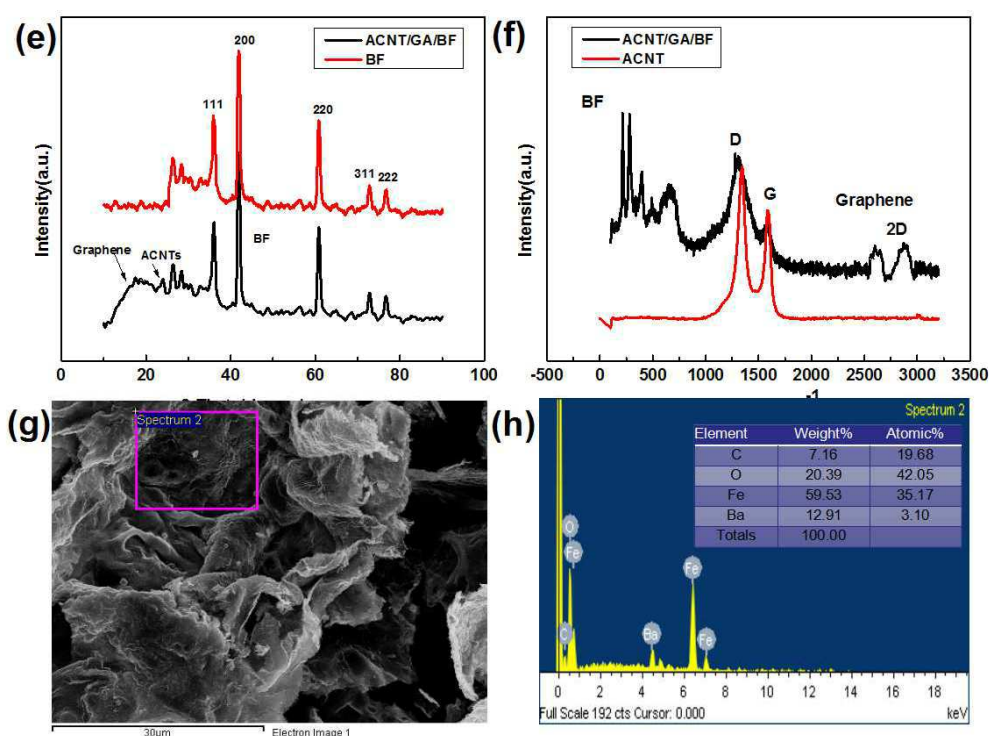 (e)
ACNT/GA/BF
BF
200
111
220
311
222
Graphene
ACNTs
BF
Intensity(a.u.)
0
20
40
60
80
100
(f)
ACNT/GA/BF
ACNT
BF
D
G
Graphene
2D
Intensity(a.u.)
-500
0
500
1000
1500
2000
2500
3000
3500
-1
(g)
Spectrum 2
30µm
Electron Image 1
(h)
Spectrum 2
Element Weight% Atomic%
C 7.16 19.68
O 20.39 42.05
Fe 59.53 35.17
Ba 12.91 3.10
Totals 100.00
O
Fe
C
Ba
Fe
Fe
0 2 4 6 8 10 12 14 16 18
Full Scale 192 cts Cursor: 0.000 keV